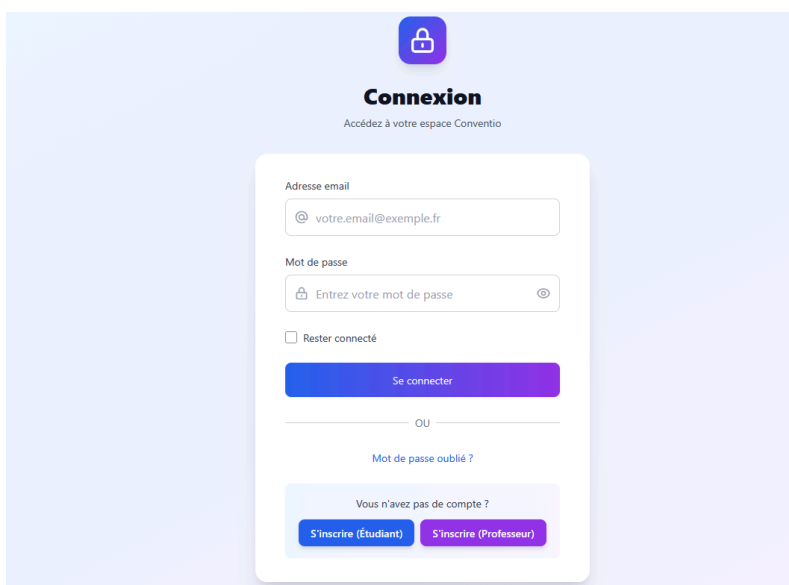 Connexion
Accédez à votre espace Conventio
Adresse email
votre.email@exemple.fr
Mot de passe
Entrez votre mot de passe
Rester connecté
Se connecter
OU
Mot de passe oublié ?
Vous n'avez pas de compte ?
S'inscrire (Étudiant) S'inscrire (Professeur)